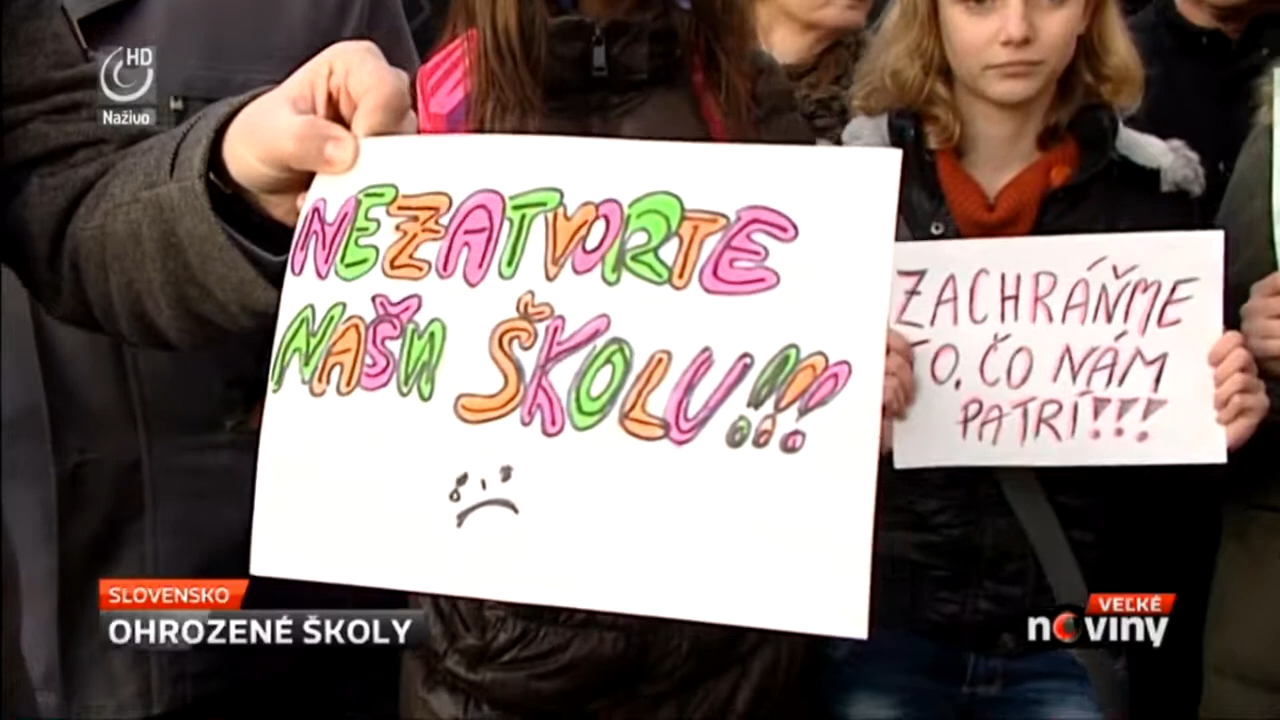 HD
Naživo
NEZATVORTE
NAŠU ŠKOLU!!!
ZACHRÁŇME
TO, ČO NÁM
PATRÍ!!!
SLOVENSKO
OHROZENÉ ŠKOLY
VEĽKÉ
noviny